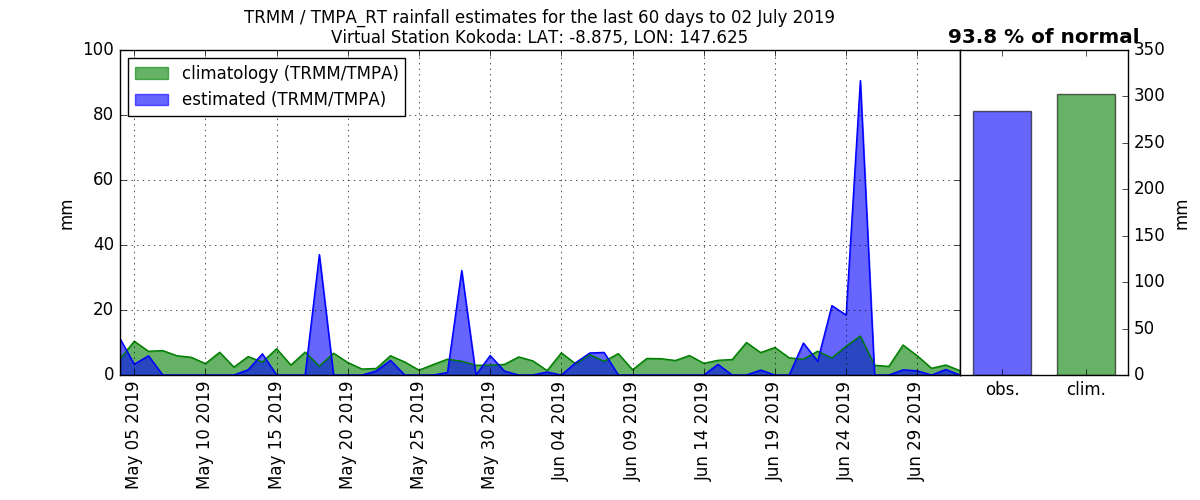 TRMM / TMPA_RT rainfall estimates for the last 60 days to 02 July 2019
Virtual Station Kokoda: LAT: -8.875, LON: 147.625
93.8 % of normal
climatology (TRMM/TMPA)
estimated (TRMM/TMPA)
100
80
60
40
20
0
mm
350
300
250
200
150
100
50
0
mm
obs.
clim.
May 05 2019
May 10 2019
May 15 2019
May 20 2019
May 25 2019
May 30 2019
Jun 04 2019
Jun 09 2019
Jun 14 2019
Jun 19 2019
Jun 24 2019
Jun 29 2019